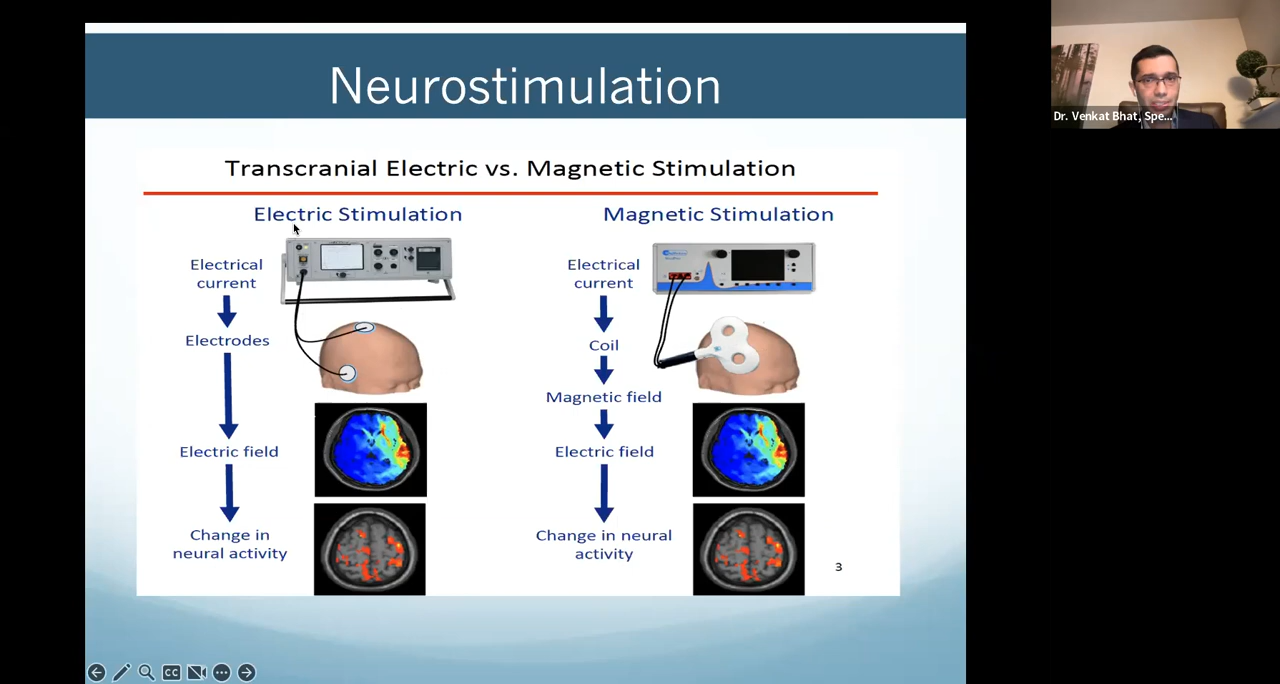 Neurostimulation
Transcranial Electric vs. Magnetic Stimulation
Electric Stimulation
Electrical
current
Electrodes
Electric field
Change in
neural activity
Magnetic Stimulation
Electrical
current
Coil
Magnetic field
Electric field
Change in neural
activity
3
CC
Dr. Venkat Bhat, Spe...